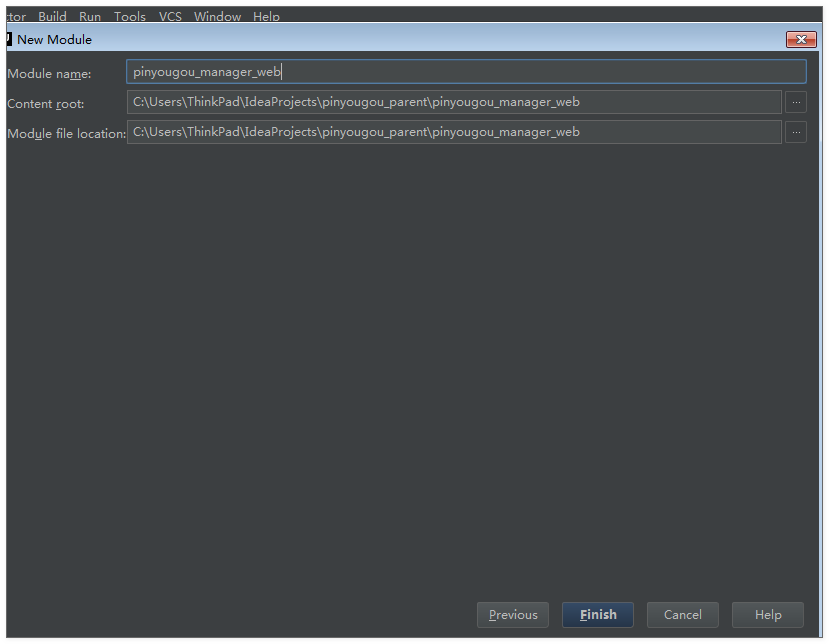 ctor Build Run Tools VCS Window Help
New Module
Module name: pinyougou_manager_web
Content root: C:\Users\ThinkPad\IdeaProjects\pinyougou_parent\pinyougou_manager_web ...
Module file location: C:\Users\ThinkPad\IdeaProjects\pinyougou_parent\pinyougou_manager_web ...
Previous Finish Cancel Help